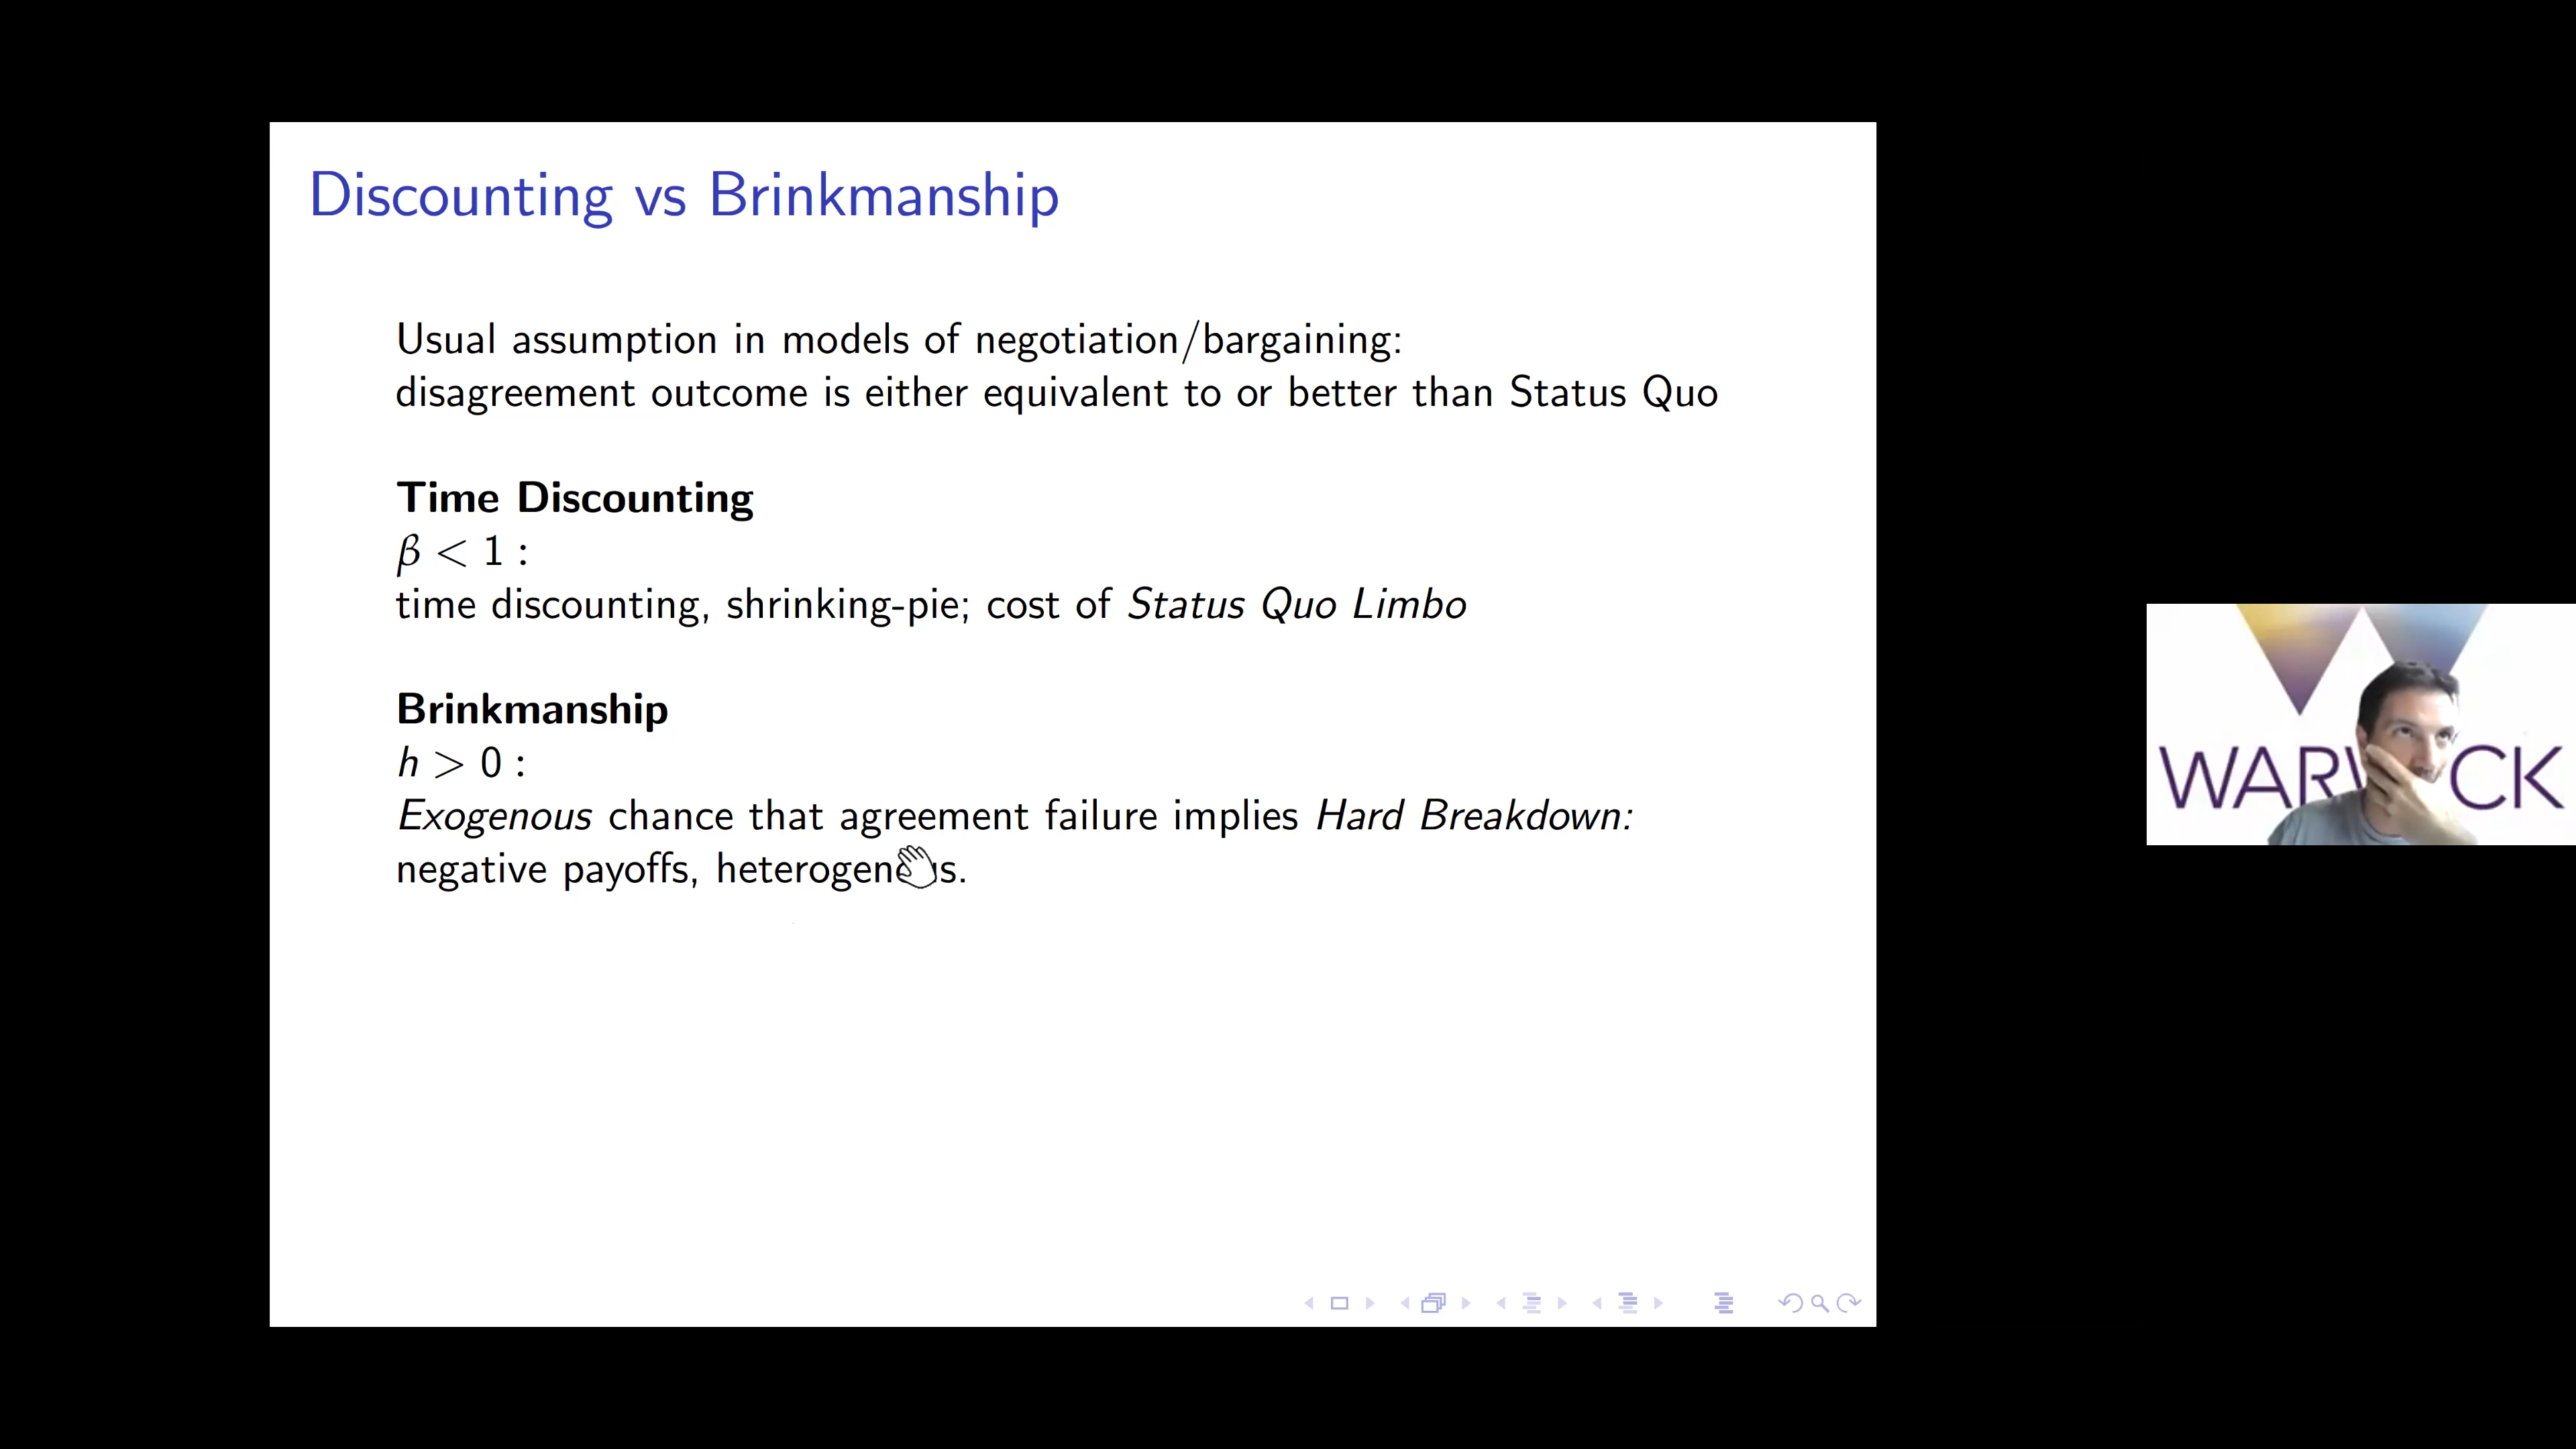 Discounting vs Brinkmanship
Usual assumption in models of negotiation/bargaining:
disagreement outcome is either equivalent to or better than Status Quo
Time Discounting
β < 1 :
time discounting, shrinking-pie; cost of Status Quo Limbo
Brinkmanship
h > 0 :
Exogenous chance that agreement failure implies Hard Breakdown:
negative payoffs, heterogenous.
WARWICK